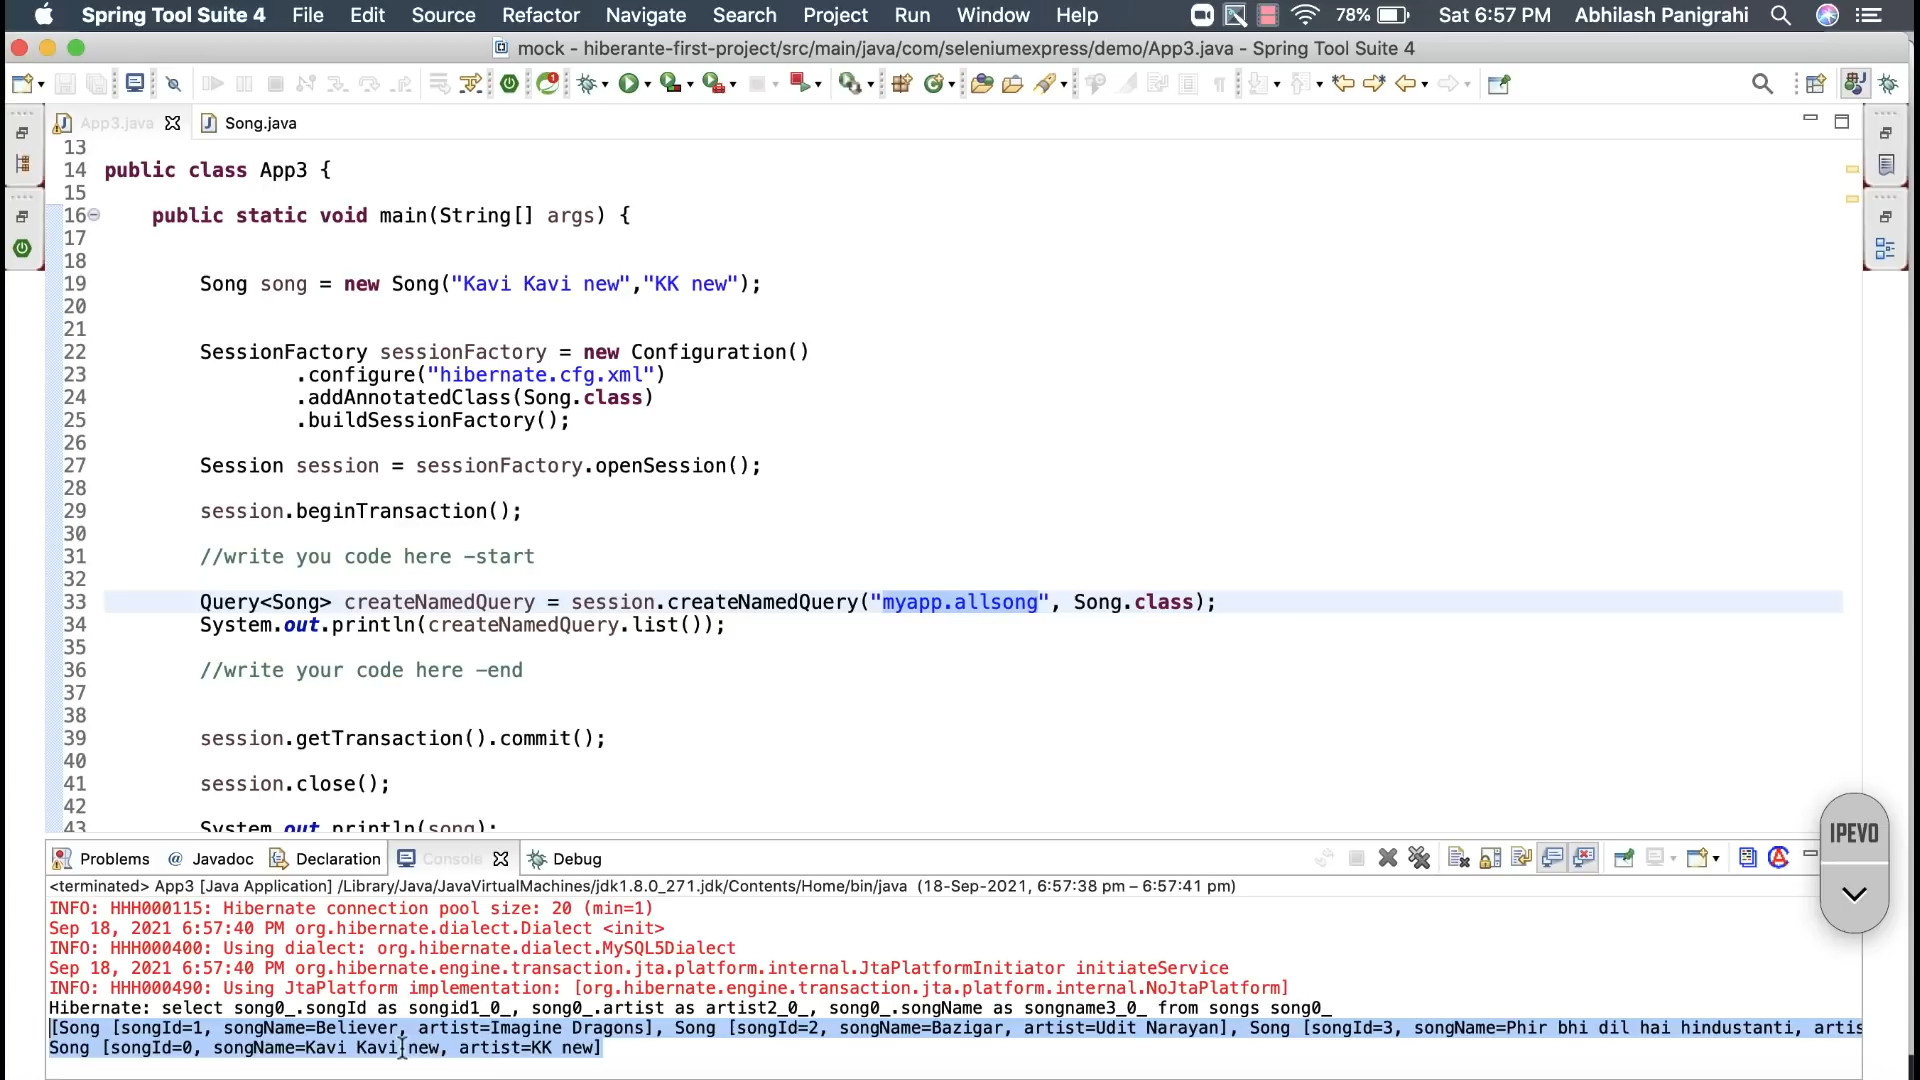 Spring Tool Suite 4 File Edit Source Refactor Navigate Search Project Run Window Help 78% Sat 6:57 PM Abhilash Panigrahi
mock - hiberante-first-project/src/main/java/com/seleniumexpress/demo/App3.java - Spring Tool Suite 4
App3.java Song.java
13
14 public class App3 {
15
16 public static void main(String[] args) {
17
18
19 Song song = new Song("Kavi Kavi new","KK new");
20
21
22 SessionFactory sessionFactory = new Configuration()
23 .configure("hibernate.cfg.xml")
24 .addAnnotatedClass(Song.class)
25 .buildSessionFactory();
26
27 Session session = sessionFactory.openSession();
28
29 session.beginTransaction();
30
31 //write you code here -start
32
33 Query<Song> createNamedQuery = session.createNamedQuery("myapp.allsong", Song.class);
34 System.out.println(createNamedQuery.list());
35
36 //write your code here -end
37
38
39 session.getTransaction().commit();
40
41 session.close();
42
43 System.out.println(song);
IPEVO
Problems @ Javadoc Declaration Console Debug
<terminated> App3 [Java Application] /Library/Java/JavaVirtualMachines/jdk1.8.0_271.jdk/Contents/Home/bin/java (18-Sep-2021, 6:57:38 pm – 6:57:41 pm)
INFO: HHH000115: Hibernate connection pool size: 20 (min=1)
Sep 18, 2021 6:57:40 PM org.hibernate.dialect.Dialect <init>
INFO: HHH000400: Using dialect: org.hibernate.dialect.MySQL5Dialect
Sep 18, 2021 6:57:40 PM org.hibernate.engine.transaction.jta.platform.internal.JtaPlatformInitiator initiateService
INFO: HHH000490: Using JtaPlatform implementation: [org.hibernate.engine.transaction.jta.platform.internal.NoJtaPlatform]
Hibernate: select song0_.songId as songid1_0_, song0_.artist as artist2_0_, song0_.songName as songname3_0_ from songs song0_
[Song [songId=1, songName=Believer, artist=Imagine Dragons], Song [songId=2, songName=Bazigar, artist=Udit Narayan], Song [songId=3, songName=Phir bhi dil hai hindustanti, artis
Song [songId=0, songName=Kavi Kavi new, artist=KK new]